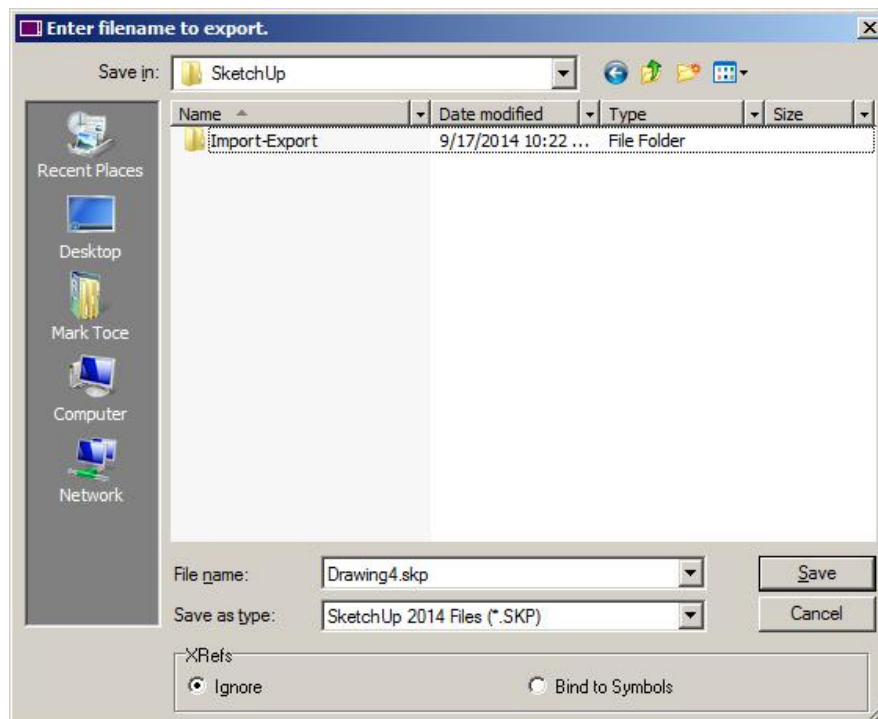 Enter filename to export.
Save in: SketchUp
Name Date modified Type Size
Import-Export 9/17/2014 10:22 ... File Folder
Recent Places
Desktop
Mark Toce
Computer
Network
File name: Drawing4.skp Save
Save as type: SketchUp 2014 Files (*.SKP) Cancel
XRefs
Ignore Bind to Symbols